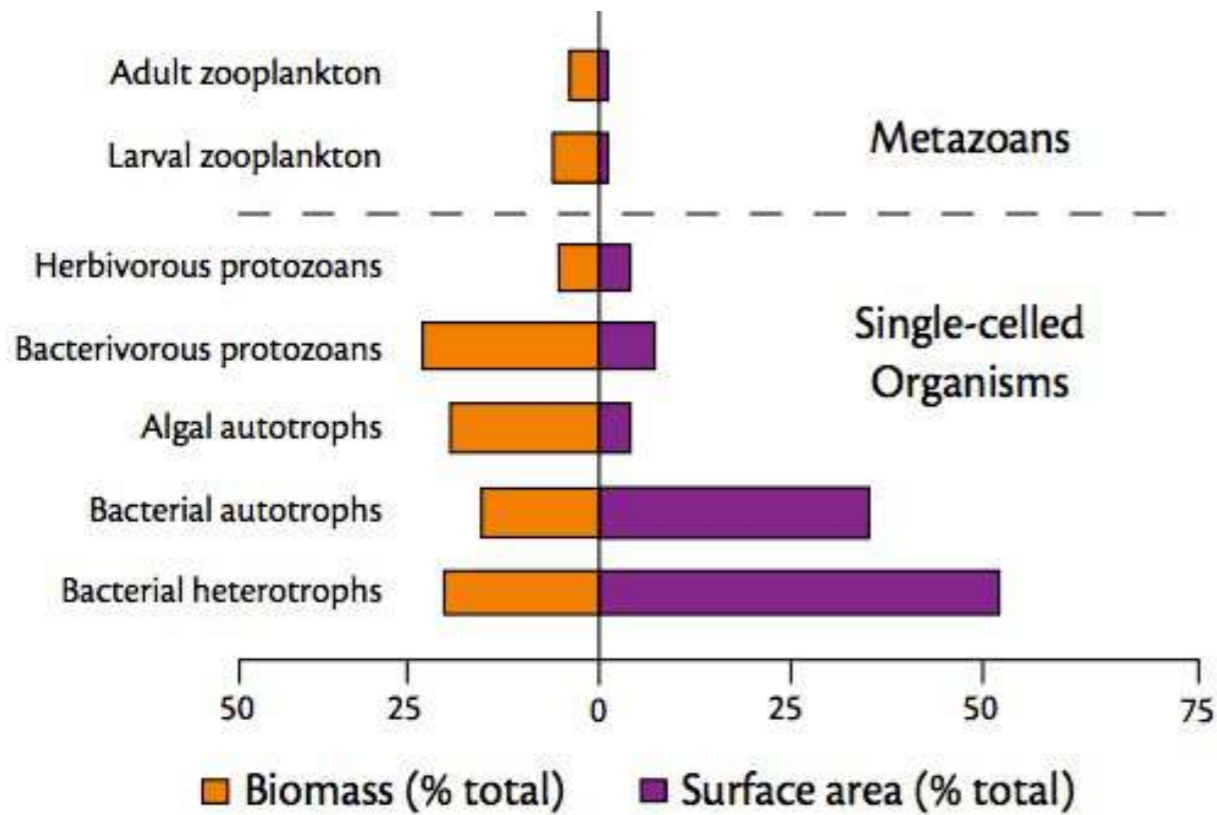 Adult zooplankton
Larval zooplankton
Metazoans
Herbivorous protozoans
Bacterivorous protozoans
Single-celled
Organisms
Algal autotrophs
Bacterial autotrophs
Bacterial heterotrophs
50 25 0 25 50 75
Biomass (% total) Surface area (% total)